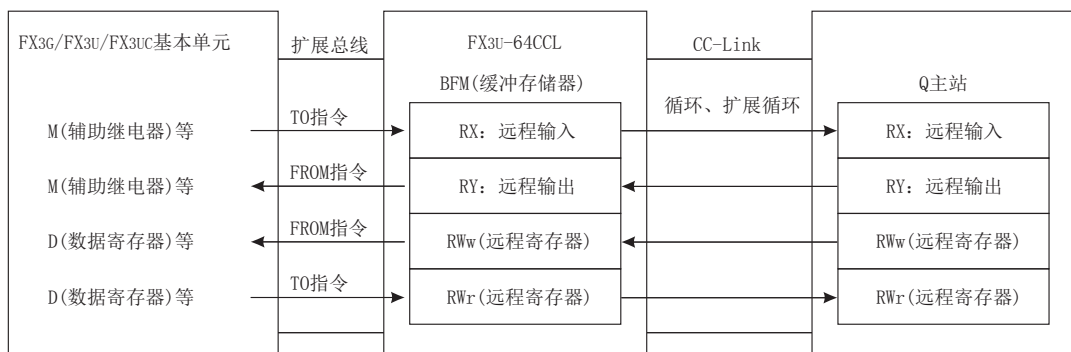 FX3G/FX3U/FX3UC基本单元
扩展总线
FX3U-64CCL
CC-Link
BFM(缓冲存储器)
Q主站
循环、扩展循环
M(辅助继电器)等
TO指令
RX: 远程输入
RX: 远程输入
M(辅助继电器)等
FROM指令
RY: 远程输出
RY: 远程输出
D(数据寄存器)等
FROM指令
RWw(远程寄存器)
RWw(远程寄存器)
D(数据寄存器)等
TO指令
RWr(远程寄存器)
RWr(远程寄存器)